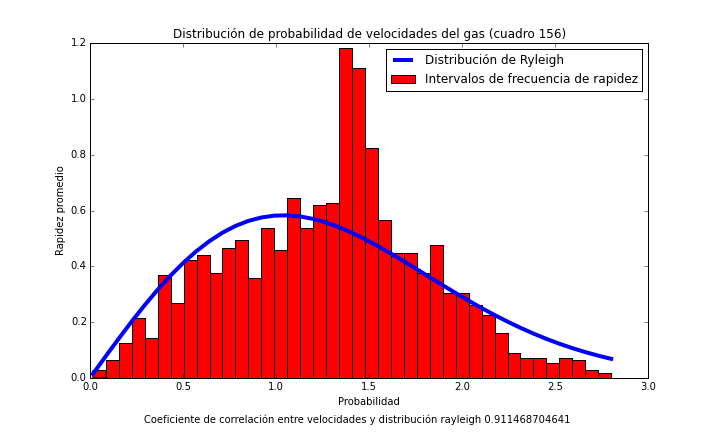 Distribución de probabilidad de velocidades del gas (cuadro 156)
1.2
Distribución de Ryleigh
Intervalos de frecuencia de rapidez
1.0
0.8
Rapidez promedio
0.6
0.4
0.2
0.0
0.0 0.5 1.0 1.5 2.0 2.5 3.0
Probabilidad
Coeficiente de correlación entre velocidades y distribución rayleigh 0.911468704641